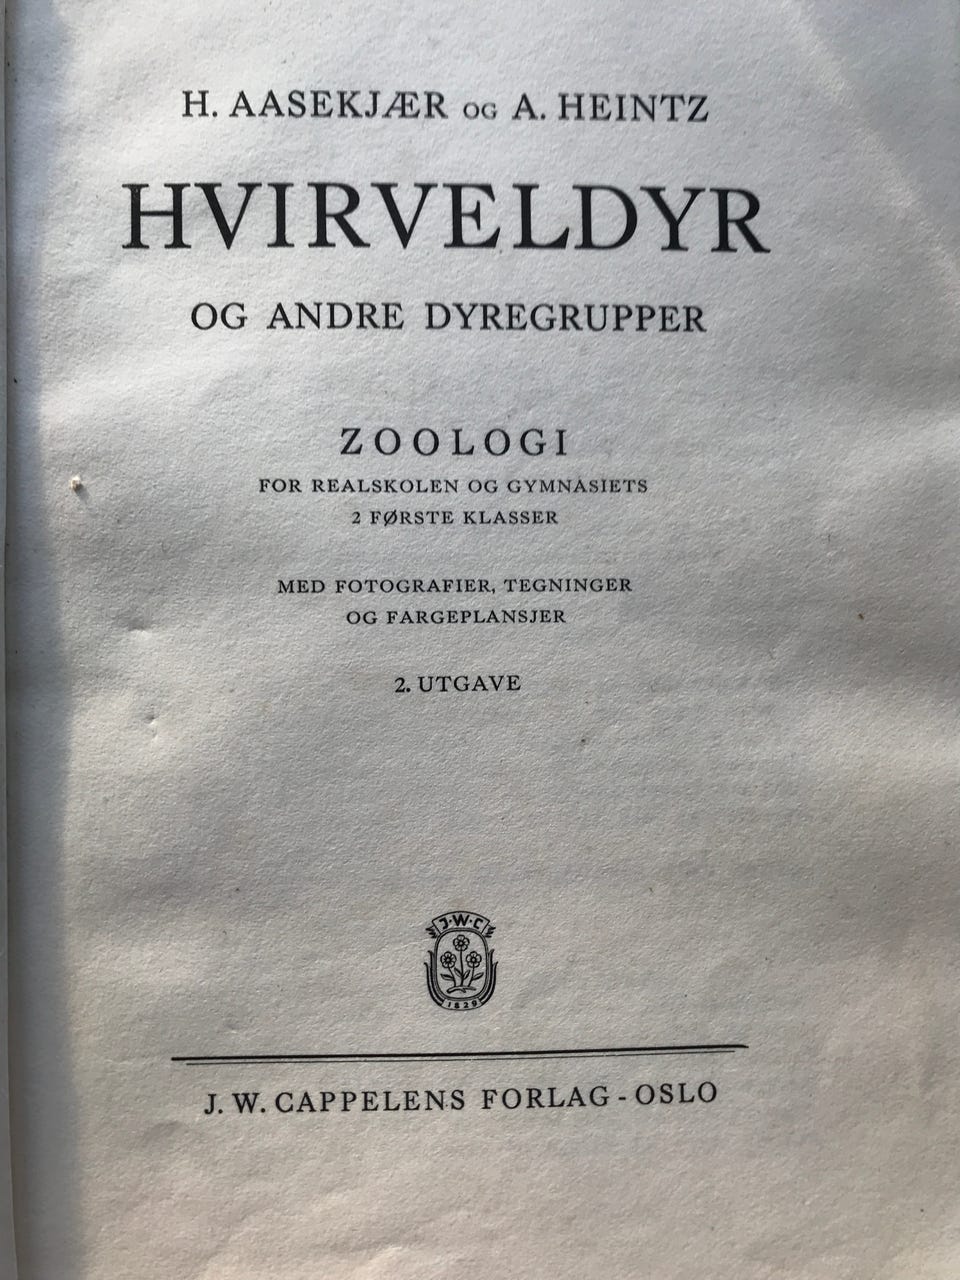 H. AASEKJÆR OG A. HEINTZ
HVIRVELDYR
OG ANDRE DYREGRUPPER
ZOOLOGI
FOR REALSKOLEN OG GYMNASIETS
2 FØRSTE KLASSER
MED FOTOGRAFIER, TEGNINGER
OG FARGEPLANSJER
2. UTGAVE
J·W·C
1829
J. W. CAPPELENS FORLAG - OSLO